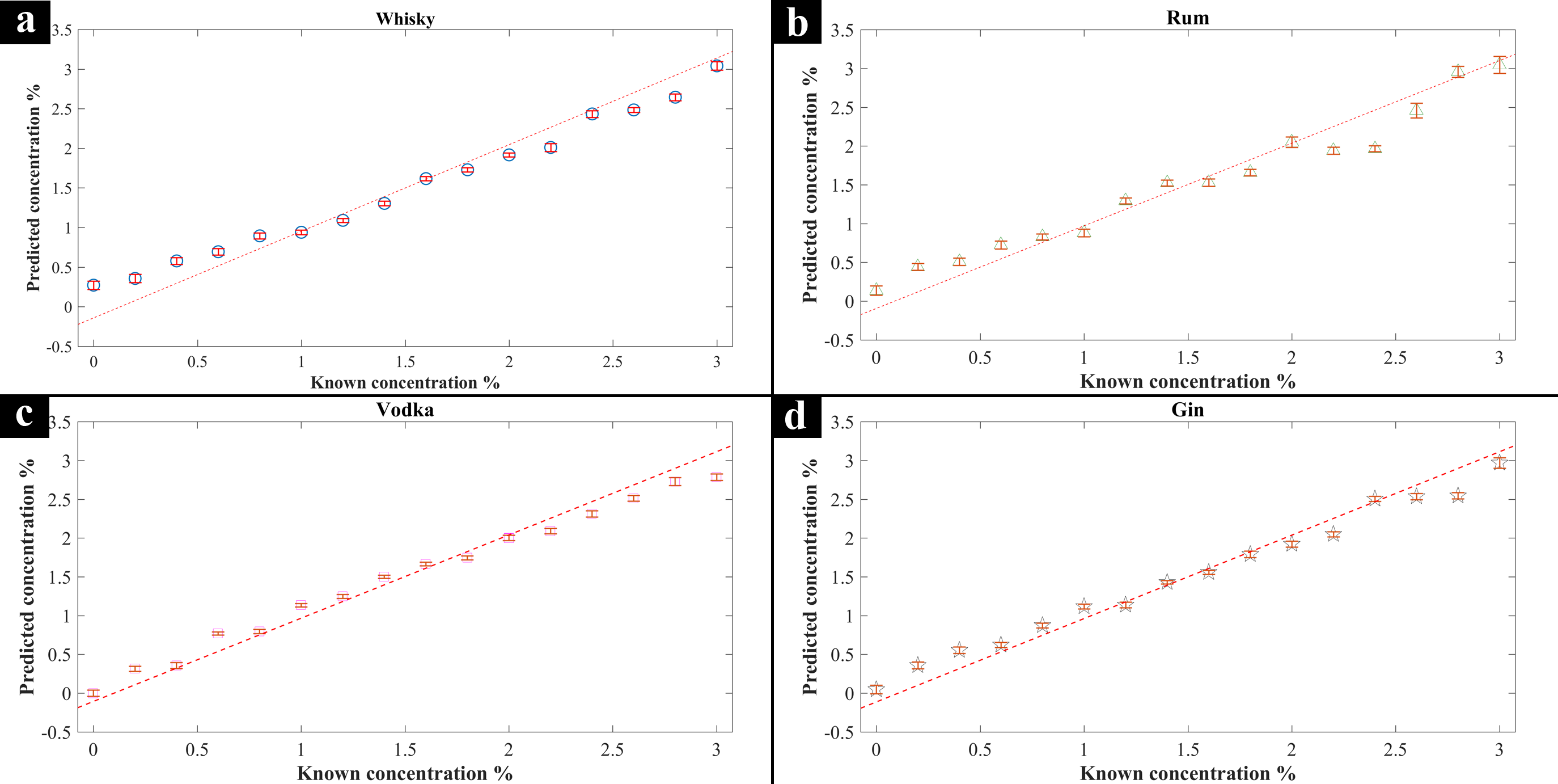 a
Whisky
3.5
3
2.5
2
1.5
1
0.5
0
-0.5
Predicted concentration %
0 0.5 1 1.5 2 2.5 3
Known concentration %
b
Rum
3.5
3
2.5
2
1.5
1
0.5
0
-0.5
Predicted concentration %
0 0.5 1 1.5 2 2.5 3
Known concentration %
c
Vodka
3.5
3
2.5
2
1.5
1
0.5
0
-0.5
Predicted concentration %
0 0.5 1 1.5 2 2.5 3
Known concentration %
d
Gin
3.5
3
2.5
2
1.5
1
0.5
0
-0.5
Predicted concentration %
0 0.5 1 1.5 2 2.5 3
Known concentration %